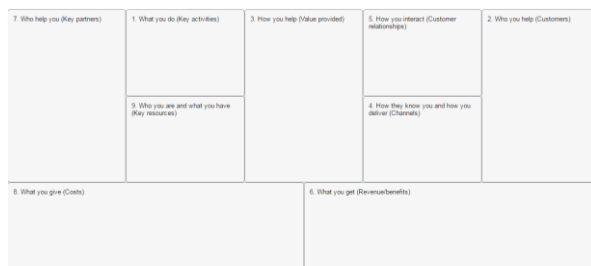 7. Who help you (Key partners)
1. What you do (Key activities)
3. How you help (Value provided)
5. How you interact (Customer
relationships)
2. Who you help (Customers)
9. Who you are and what you have
(Key resources)
4. How they know you and how you
deliver (Channels)
8. What you give (Costs)
6. What you get (Revenue/benefits)